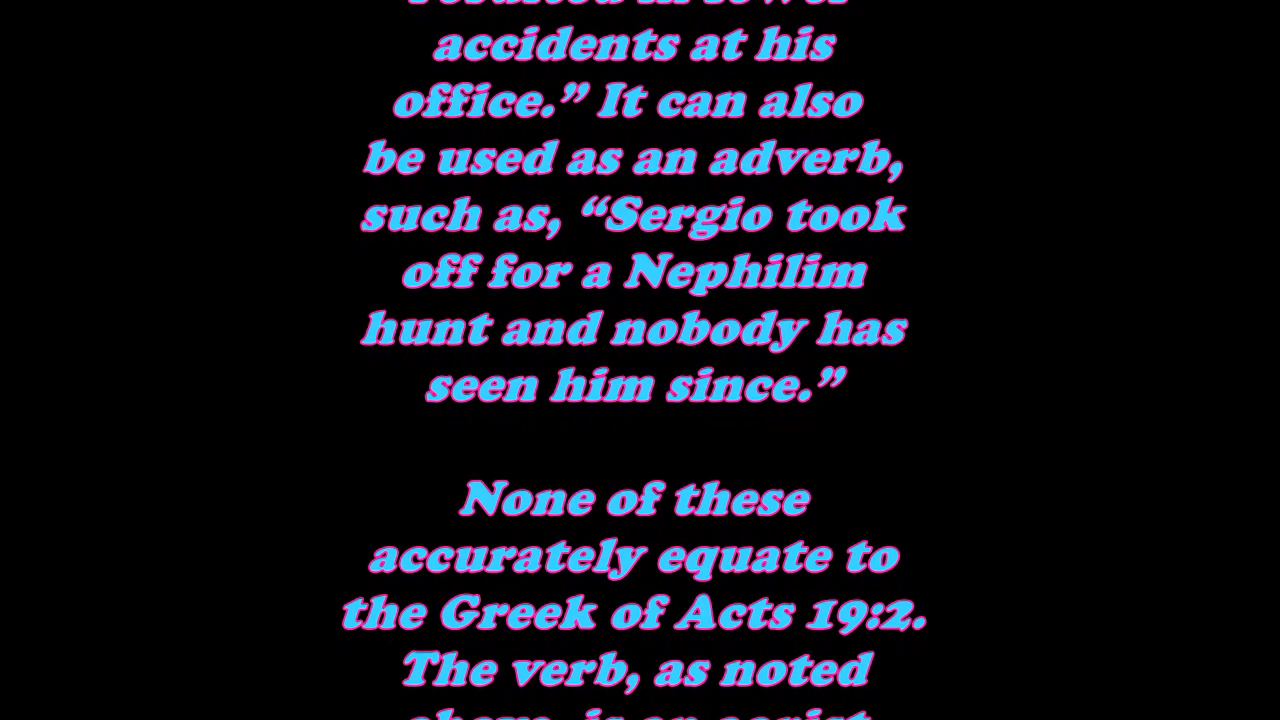 accidents at his
office.” It can also
be used as an adverb,
such as, “Sergio took
off for a Nephilim
hunt and nobody has
seen him since.”
None of these
accurately equate to
the Greek of Acts 19:2.
The verb, as noted